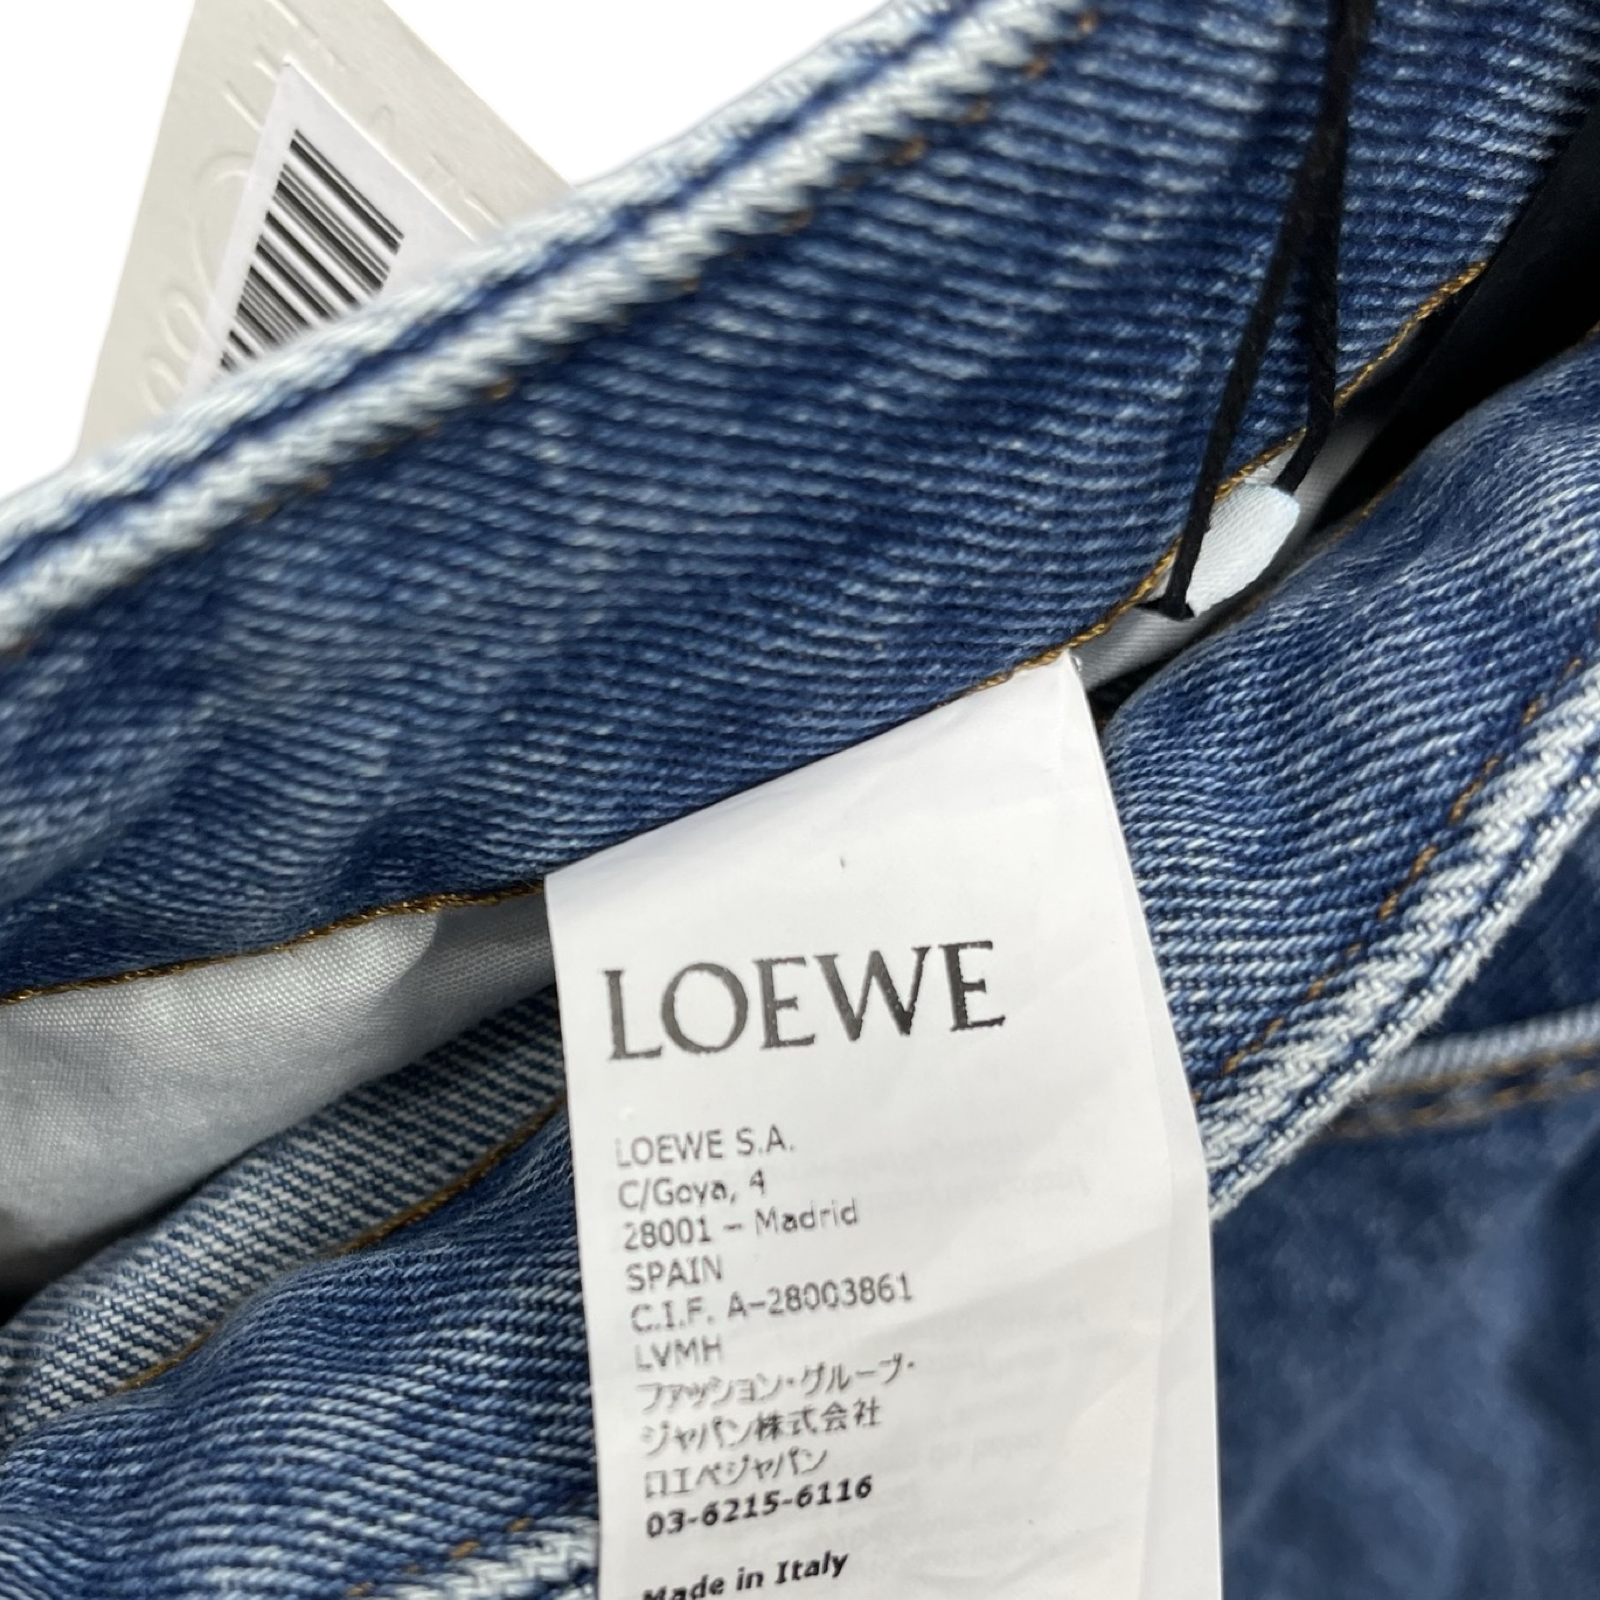 LOEWE
LOEWE S.A.
C/Goya, 4
28001 – Madrid
SPAIN
C.I.F. A-28003861
LVMH
ファッション・グループ・
ジャパン株式会社
ロエベジャパン
03-6215-6116
Made in Italy